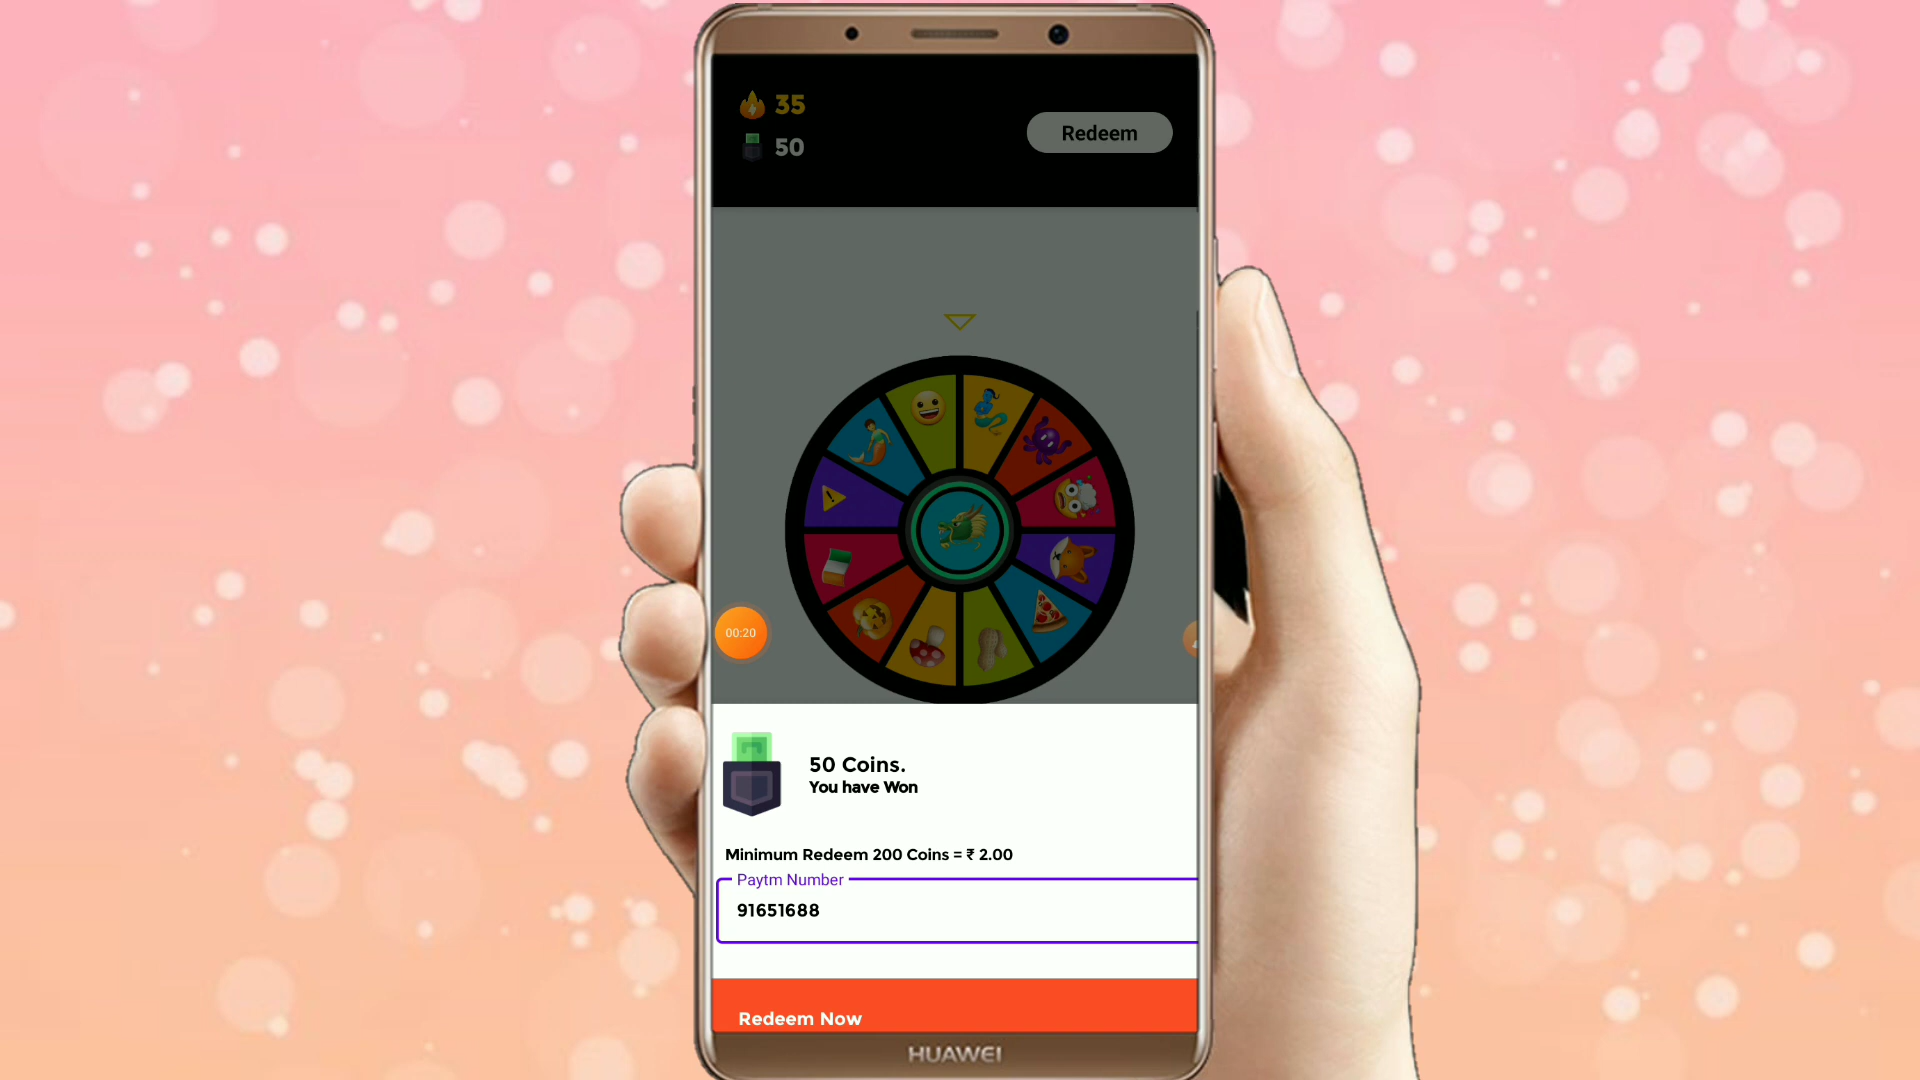 35
50
Redeem
00:20
50 Coins.
You have Won
Minimum Redeem 200 Coins = ₹ 2.00
Paytm Number
91651688
Redeem Now
HUAWEI